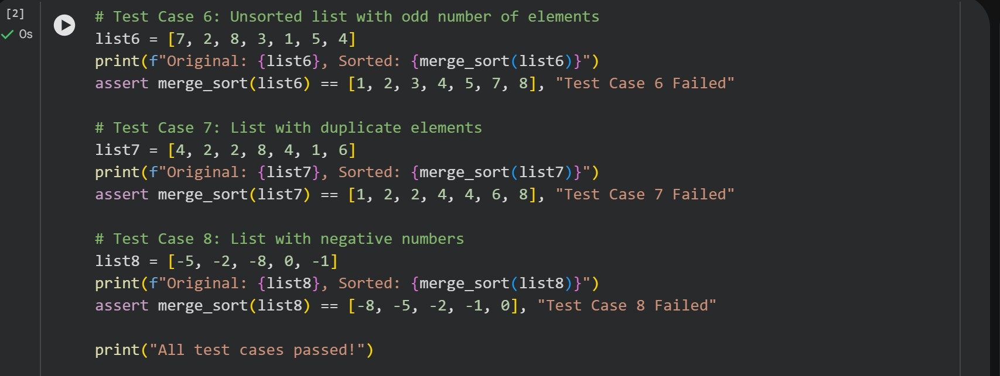 [2]
0s
# Test Case 6: Unsorted list with odd number of elements
list6 = [7, 2, 8, 3, 1, 5, 4]
print(f"Original: {list6}, Sorted: {merge_sort(list6)}")
assert merge_sort(list6) == [1, 2, 3, 4, 5, 7, 8], "Test Case 6 Failed"
# Test Case 7: List with duplicate elements
list7 = [4, 2, 2, 8, 4, 1, 6]
print(f"Original: {list7}, Sorted: {merge_sort(list7)}")
assert merge_sort(list7) == [1, 2, 2, 4, 4, 6, 8], "Test Case 7 Failed"
# Test Case 8: List with negative numbers
list8 = [-5, -2, -8, 0, -1]
print(f"Original: {list8}, Sorted: {merge_sort(list8)}")
assert merge_sort(list8) == [-8, -5, -2, -1, 0], "Test Case 8 Failed"
print("All test cases passed!")